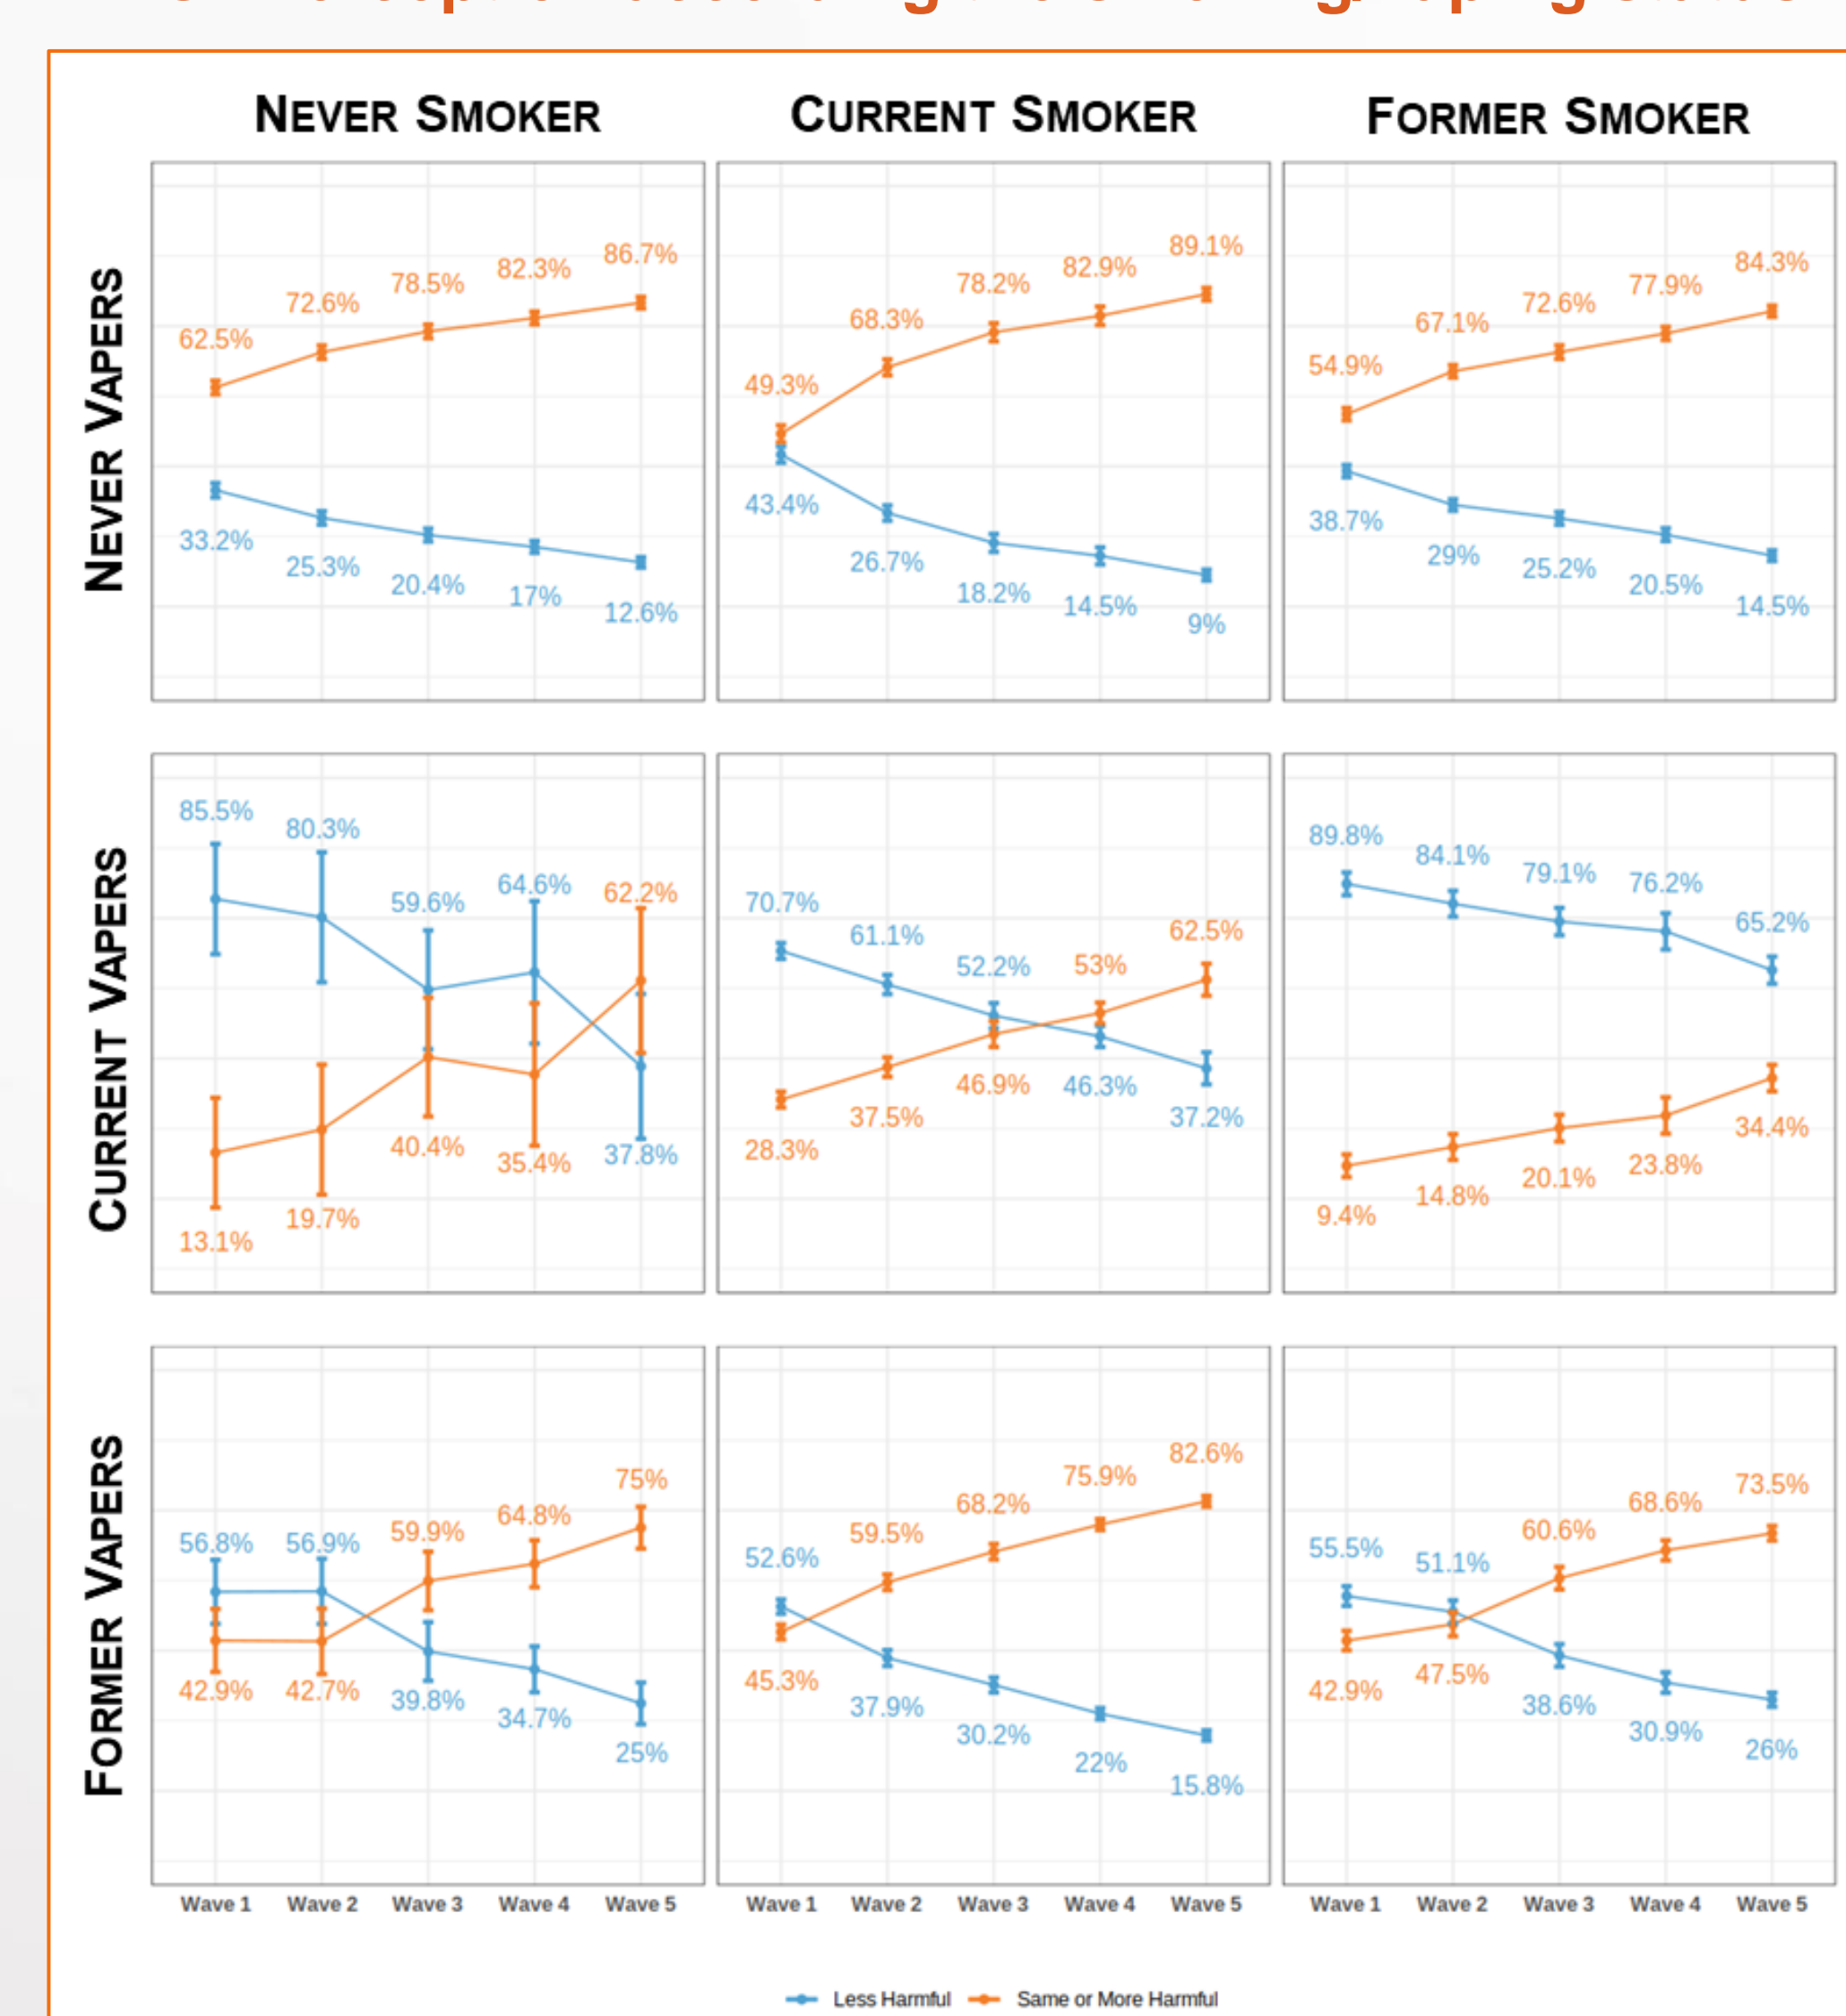 NEVER SMOKER CURRENT SMOKER FORMER SMOKER
NEVER VAPERS
62.5% 72.6% 78.5% 82.3% 86.7%
33.2% 25.3% 20.4% 17% 12.6%
49.3% 68.3% 78.2% 82.9% 89.1%
43.4% 26.7% 18.2% 14.5% 9%
54.9% 67.1% 72.6% 77.9% 84.3%
38.7% 29% 25.2% 20.5% 14.5%
CURRENT VAPERS
85.5% 80.3% 59.6% 64.6% 62.2%
13.1% 19.7% 40.4% 35.4% 37.8%
70.7% 61.1% 52.2% 53% 62.5%
28.3% 37.5% 46.9% 46.3% 37.2%
89.8% 84.1% 79.1% 76.2% 65.2%
9.4% 14.8% 20.1% 23.8% 34.4%
FORMER VAPERS
56.8% 56.9% 59.9% 64.8% 75%
42.9% 42.7% 39.8% 34.7% 25%
52.6% 59.5% 68.2% 75.9% 82.6%
45.3% 37.9% 30.2% 22% 15.8%
55.5% 51.1% 60.6% 68.6% 73.5%
42.9% 47.5% 38.6% 30.9% 26%
Wave 1 Wave 2 Wave 3 Wave 4 Wave 5 Wave 1 Wave 2 Wave 3 Wave 4 Wave 5 Wave 1 Wave 2 Wave 3 Wave 4 Wave 5
Less Harmful Same or More Harmful